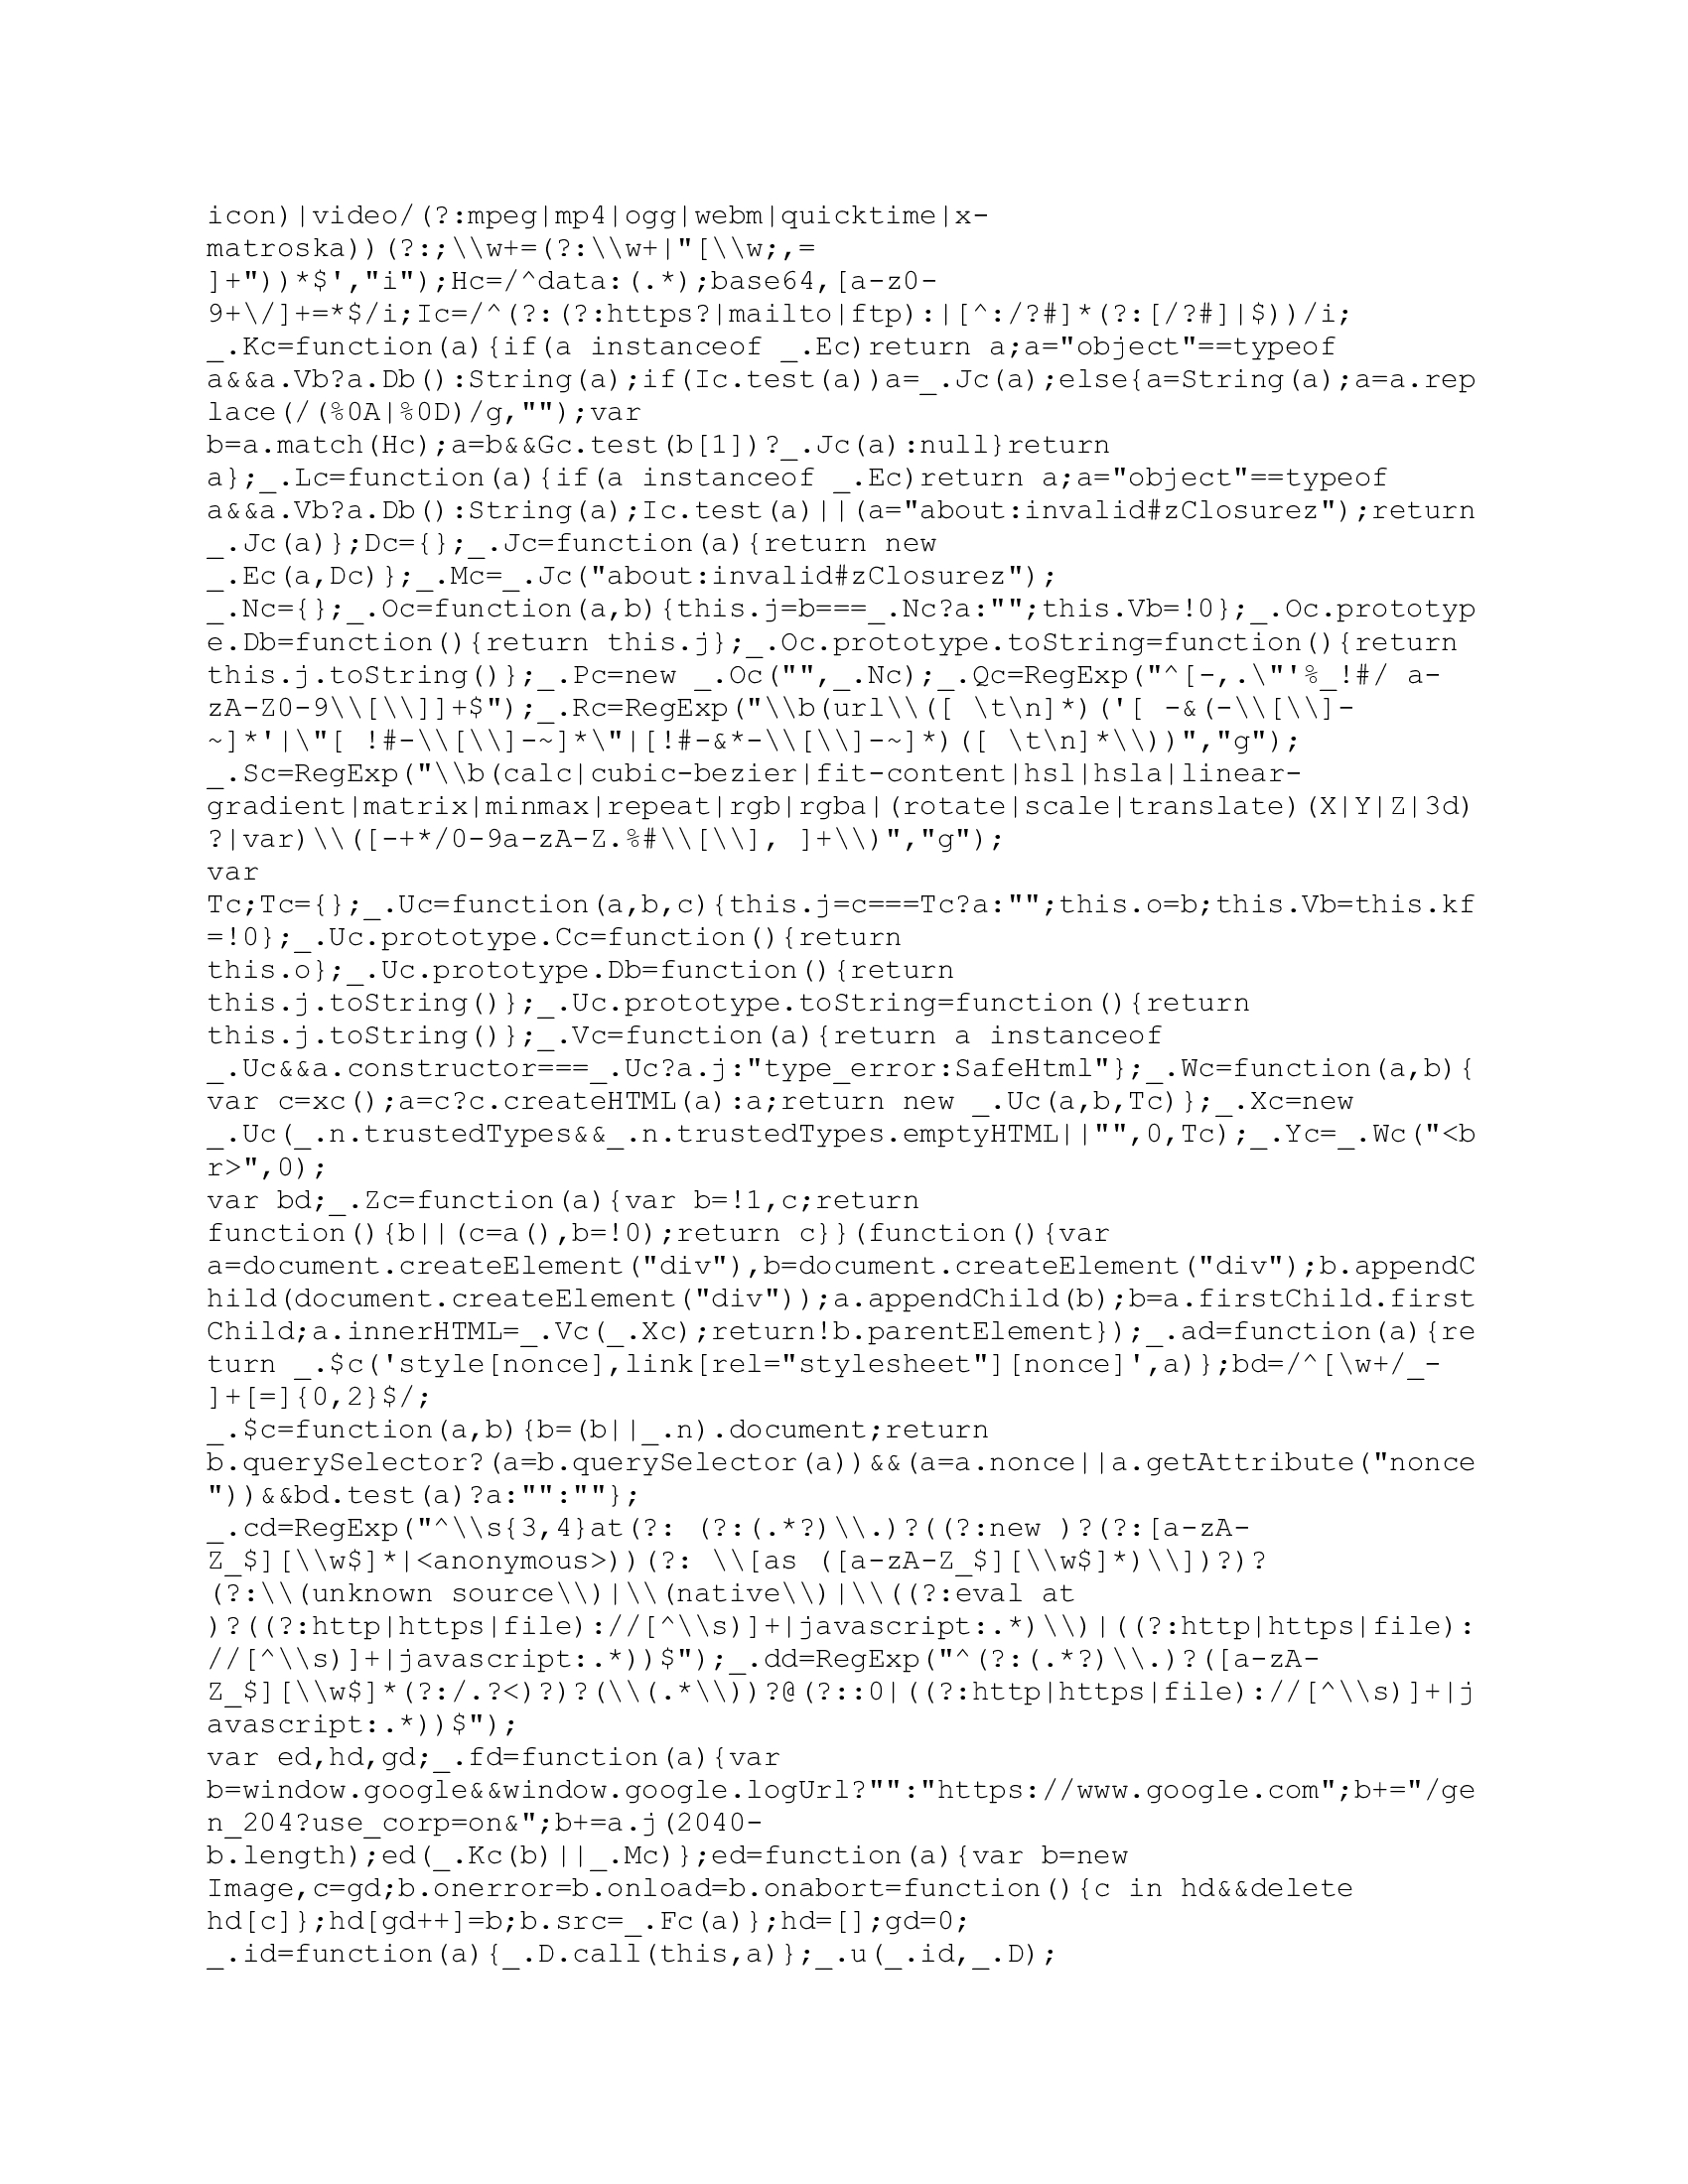 icon)|video/(?:mpeg|mp4|ogg|webm|quicktime|x-
matroska))(?:;\\w+=(?:\\w+|"[\\w;,=
]+"))*$',"i");Hc=/^data:(.*);base64,[a-z0-
9+\/]+=*$/i;Ic=/^(?:(?:https?|mailto|ftp):|[^:/?#]*(?:[/?#]|$))/i;
_.Kc=function(a){if(a instanceof _.Ec)return a;a="object"==typeof
a&&a.Vb?a.Db():String(a);if(Ic.test(a))a=_.Jc(a);else{a=String(a);a=a.rep
lace(/(%0A|%0D)/g,"");var
b=a.match(Hc);a=b&&Gc.test(b[1])?_.Jc(a):null}return
a};_.Lc=function(a){if(a instanceof _.Ec)return a;a="object"==typeof
a&&a.Vb?a.Db():String(a);Ic.test(a)||(a="about:invalid#zClosurez");return
_.Jc(a)};Dc={};_.Jc=function(a){return new
_.Ec(a,Dc)};_.Mc=_.Jc("about:invalid#zClosurez");
_.Nc={};_.Oc=function(a,b){this.j=b===_.Nc?a:"";this.Vb=!0};_.Oc.prototyp
e.Db=function(){return this.j};_.Oc.prototype.toString=function(){return
this.j.toString()};_.Pc=new _.Oc("",_.Nc);_.Qc=RegExp("^[-,.\"'%_!#/ a-
zA-Z0-9\\[\\]]+$");_.Rc=RegExp("\\b(url\\([ \t\n]*)('[ -&(-\\[\\]-
~]*'|\"[ !#-\\[\\]-~]*\"|[!#-&*-\\[\\]-~]*)([ \t\n]*\\))","g");
_.Sc=RegExp("\\b(calc|cubic-bezier|fit-content|hsl|hsla|linear-
gradient|matrix|minmax|repeat|rgb|rgba|(rotate|scale|translate)(X|Y|Z|3d)
?|var)\\([-+*/0-9a-zA-Z.%#\\[\\], ]+\\)","g");
var
Tc;Tc={};_.Uc=function(a,b,c){this.j=c===Tc?a:"";this.o=b;this.Vb=this.kf
=!0};_.Uc.prototype.Cc=function(){return
this.o};_.Uc.prototype.Db=function(){return
this.j.toString()};_.Uc.prototype.toString=function(){return
this.j.toString()};_.Vc=function(a){return a instanceof
_.Uc&&a.constructor===_.Uc?a.j:"type_error:SafeHtml"};_.Wc=function(a,b){
var c=xc();a=c?c.createHTML(a):a;return new _.Uc(a,b,Tc)};_.Xc=new
_.Uc(_.n.trustedTypes&&_.n.trustedTypes.emptyHTML||"",0,Tc);_.Yc=_.Wc("<b
r>",0);
var bd;_.Zc=function(a){var b=!1,c;return
function(){b||(c=a(),b=!0);return c}}(function(){var
a=document.createElement("div"),b=document.createElement("div");b.appendC
hild(document.createElement("div"));a.appendChild(b);b=a.firstChild.first
Child;a.innerHTML=_.Vc(_.Xc);return!b.parentElement});_.ad=function(a){re
turn _.$c('style[nonce],link[rel="stylesheet"][nonce]',a)};bd=/^[\w+/_-
]+[=]{0,2}$/;
_.$c=function(a,b){b=(b||_.n).document;return
b.querySelector?(a=b.querySelector(a))&&(a=a.nonce||a.getAttribute("nonce
"))&&bd.test(a)?a:"":""};
_.cd=RegExp("^\\s{3,4}at(?: (?:(.*?)\\.)?((?:new )?(?:[a-zA-
Z_$][\\w$]*|<anonymous>))(?: \\[as ([a-zA-Z_$][\\w$]*)\\])?)?
(?:\\(unknown source\\)|\\(native\\)|\\((?:eval at
)?((?:http|https|file)://[^\\s)]+|javascript:.*)\\)|((?:http|https|file):
//[^\\s)]+|javascript:.*))$");_.dd=RegExp("^(?:(.*?)\\.)?([a-zA-
Z_$][\\w$]*(?:/.?<)?)?(\\(.*\\))?@(?::0|((?:http|https|file)://[^\\s)]+|j
avascript:.*))$");
var ed,hd,gd;_.fd=function(a){var
b=window.google&&window.google.logUrl?"":"https://www.google.com";b+="/ge
n_204?use_corp=on&";b+=a.j(2040-
b.length);ed(_.Kc(b)||_.Mc)};ed=function(a){var b=new
Image,c=gd;b.onerror=b.onload=b.onabort=function(){c in hd&&delete
hd[c]};hd[gd++]=b;b.src=_.Fc(a)};hd=[];gd=0;
_.id=function(a){_.D.call(this,a)};_.u(_.id,_.D);